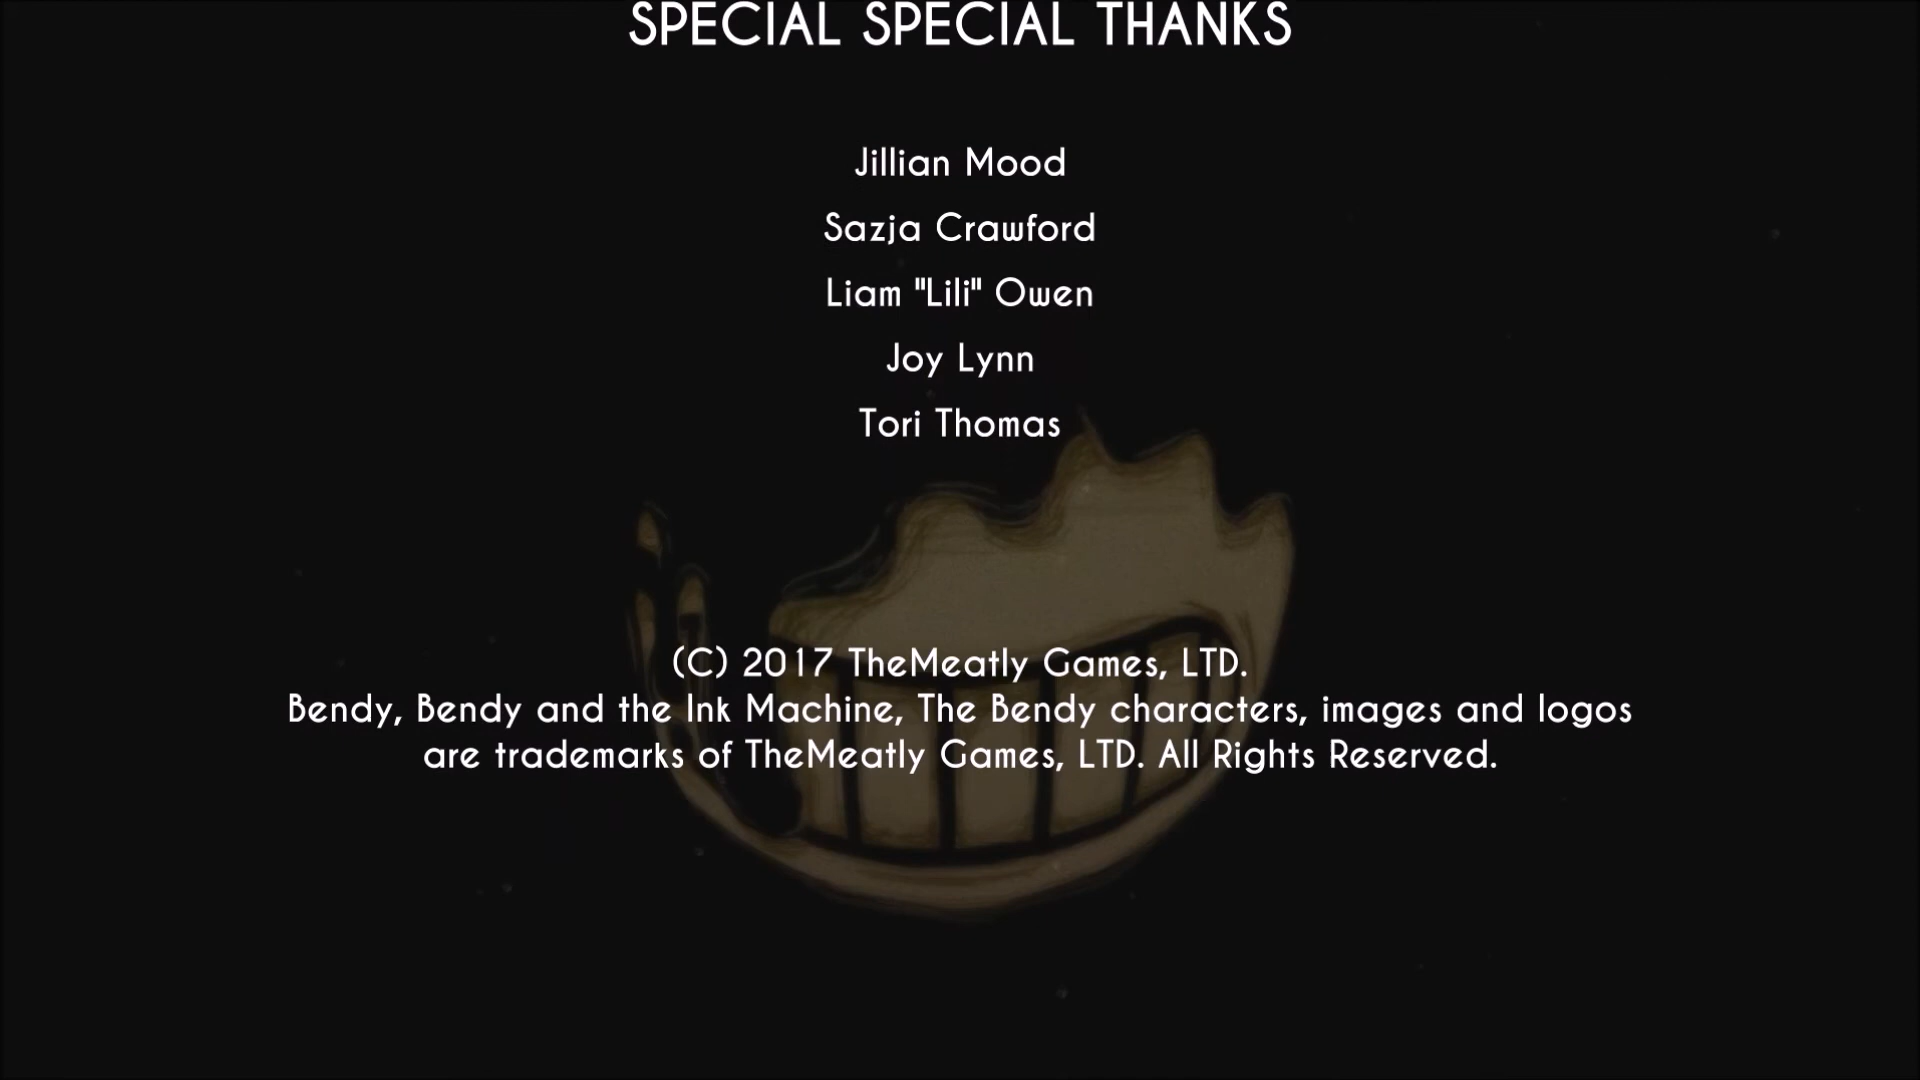 SPECIAL SPECIAL THANKS
Jillian Mood
Sazja Crawford
Liam "Lili" Owen
Joy Lynn
Tori Thomas
(C) 2017 TheMeatly Games, LTD.
Bendy, Bendy and the Ink Machine, The Bendy characters, images and logos
are trademarks of TheMeatly Games, LTD. All Rights Reserved.